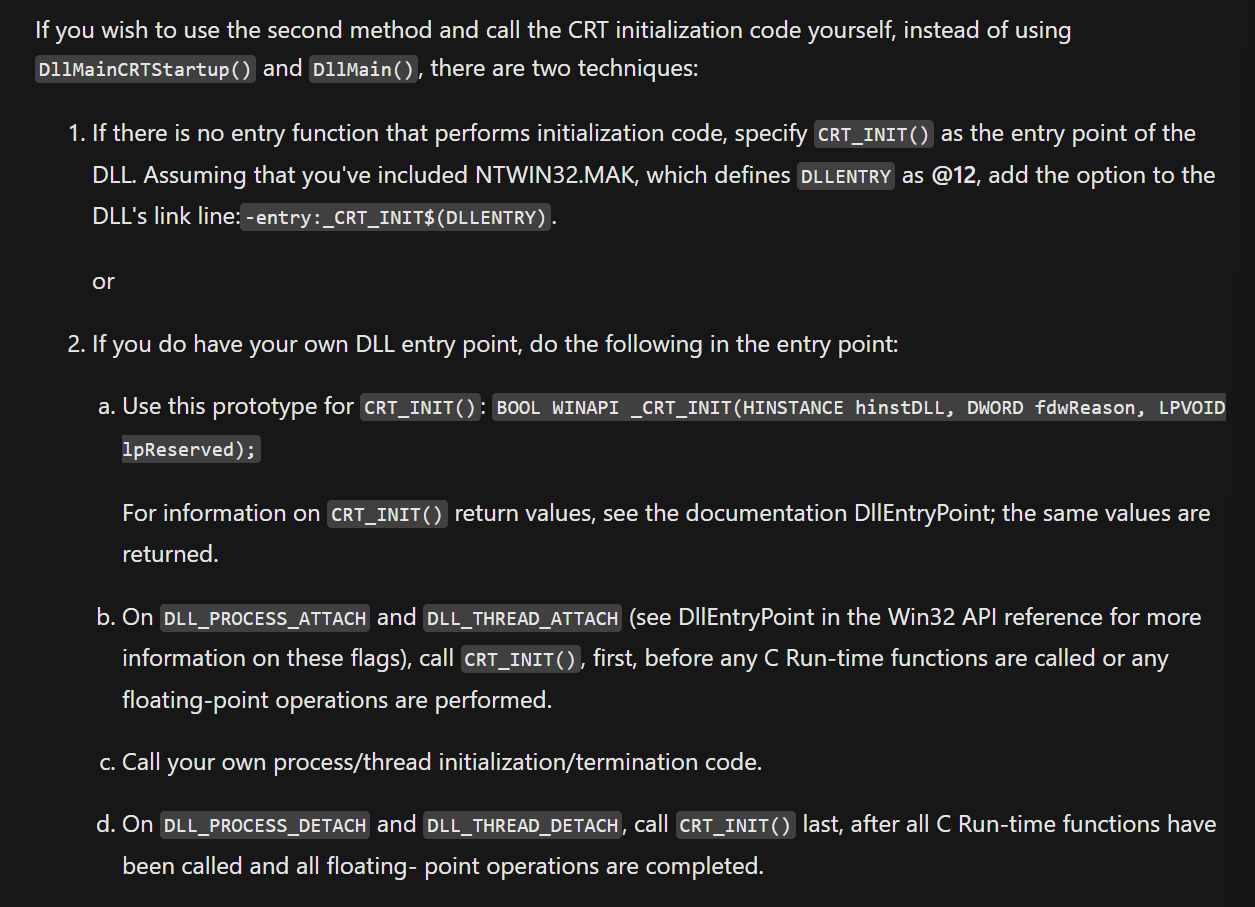 If you wish to use the second method and call the CRT initialization code yourself, instead of using
DllMainCRTStartup() and DllMain(), there are two techniques:
1. If there is no entry function that performs initialization code, specify CRT_INIT() as the entry point of the
DLL. Assuming that you've included NTWIN32.MAK, which defines DLLENTRY as @12, add the option to the
DLL's link line:-entry:_CRT_INIT$(DLLENTRY).
or
2. If you do have your own DLL entry point, do the following in the entry point:
a. Use this prototype for CRT_INIT(): BOOL WINAPI _CRT_INIT(HINSTANCE hinstDLL, DWORD fdwReason, LPVOID
lpReserved);
For information on CRT_INIT() return values, see the documentation DllEntryPoint; the same values are
returned.
b. On DLL_PROCESS_ATTACH and DLL_THREAD_ATTACH (see DllEntryPoint in the Win32 API reference for more
information on these flags), call CRT_INIT(), first, before any C Run-time functions are called or any
floating-point operations are performed.
c. Call your own process/thread initialization/termination code.
d. On DLL_PROCESS_DETACH and DLL_THREAD_DETACH, call CRT_INIT() last, after all C Run-time functions have
been called and all floating- point operations are completed.